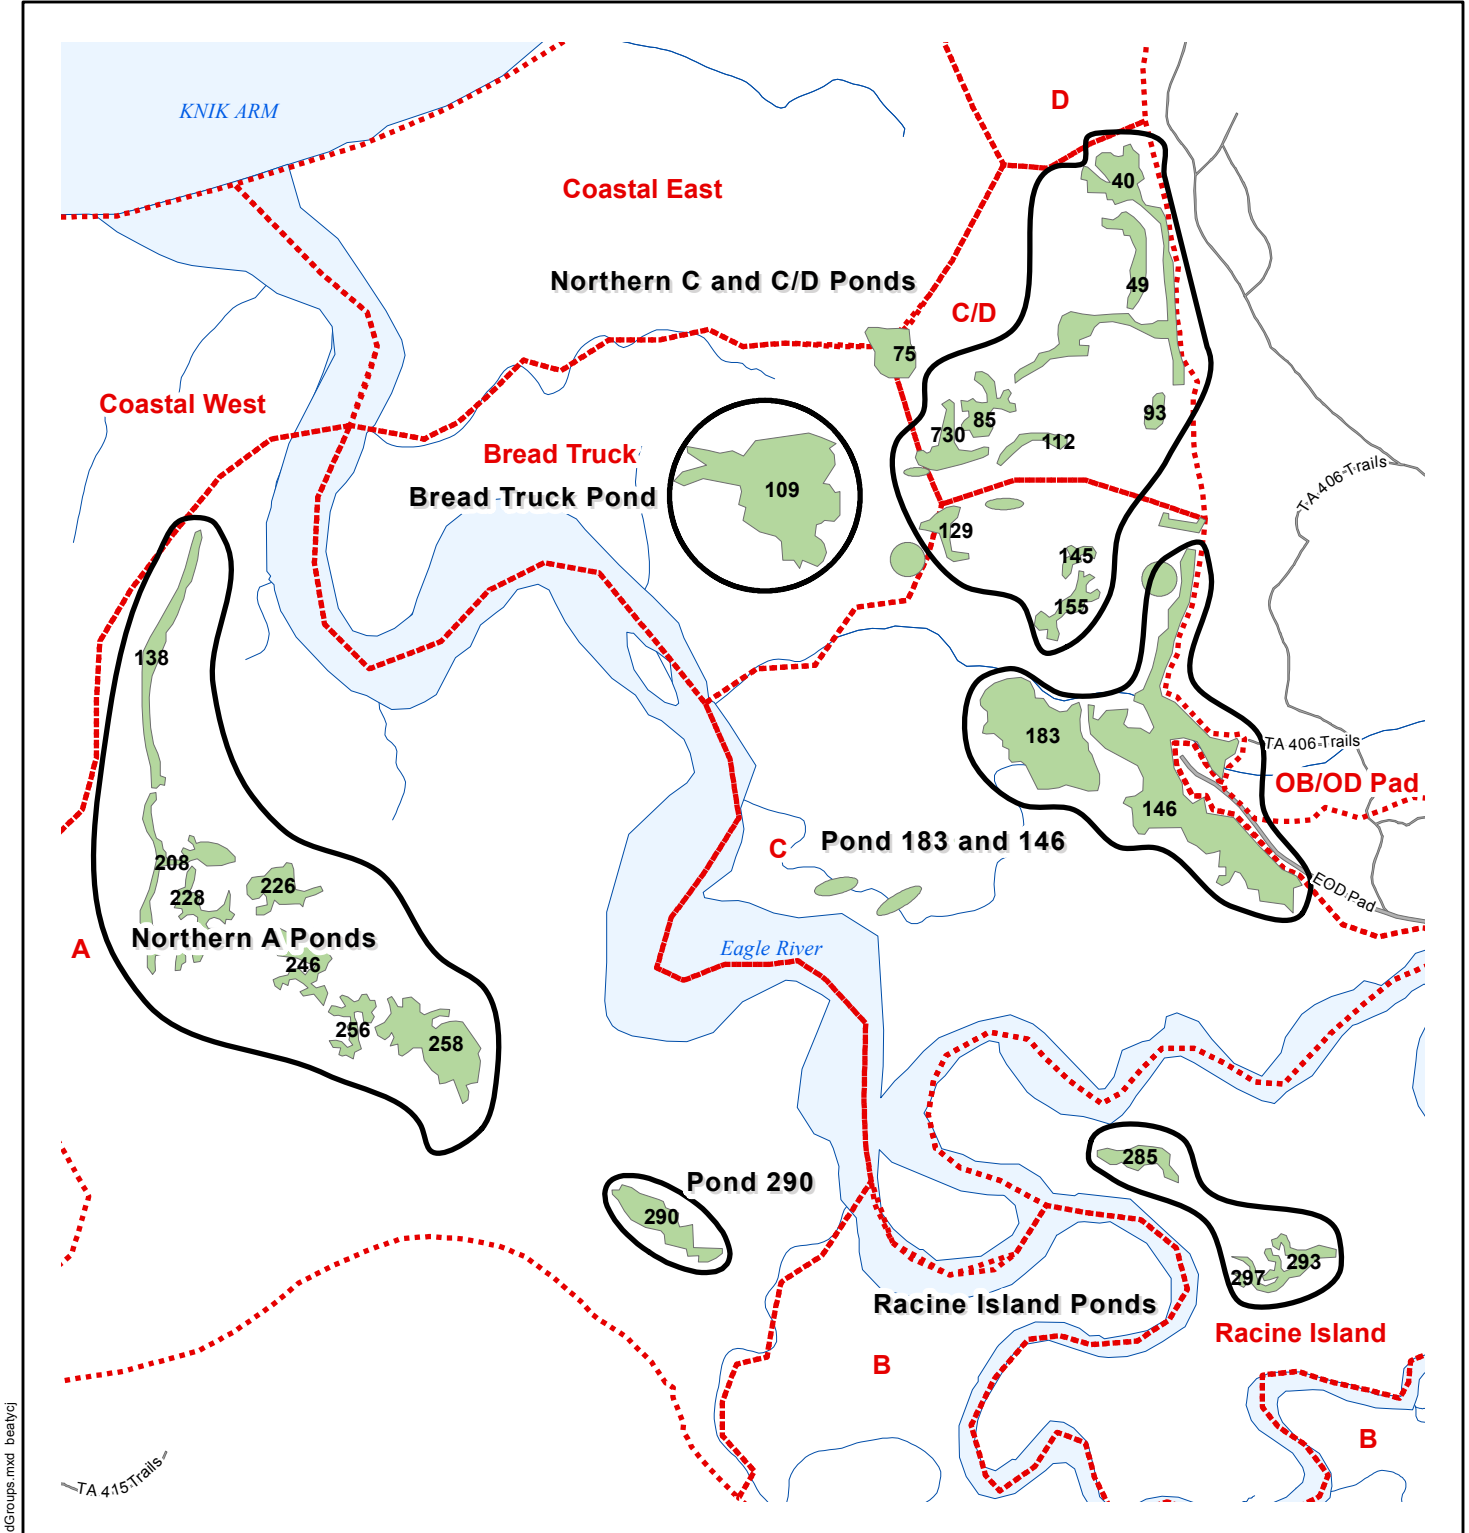 KNIK ARM
D
40
Coastal East
Northern C and C/D Ponds
49
C/D
75
Coastal West
93
85
730
112
Bread Truck
Bread Truck Pond
109
TA 406 Trails
129
145
155
138
183
TA 406 Trails
OB/OD Pad
146
Pond 183 and 146
C
208
226
228
EOD Pad
Northern A Ponds
A
Eagle River
246
256
258
285
Pond 290
290
293
297
Racine Island Ponds
Racine Island
B
B
TA 415 Trails
dGroups.mxd beatycj